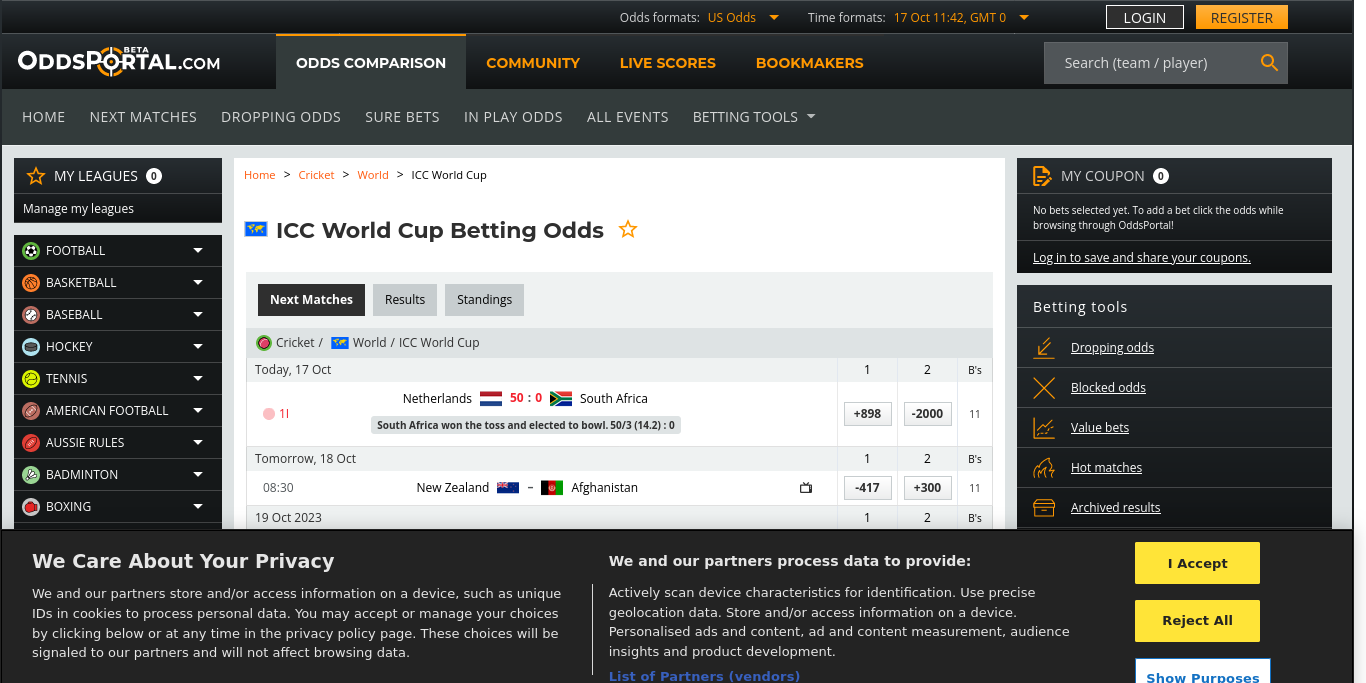 Odds formats: US Odds
Time formats: 17 Oct 11:42, GMT 0
LOGIN
REGISTER
ODDSPORTAL.COM
BETA
ODDS COMPARISON
COMMUNITY
LIVE SCORES
BOOKMAKERS
Search (team / player)
HOME
NEXT MATCHES
DROPPING ODDS
SURE BETS
IN PLAY ODDS
ALL EVENTS
BETTING TOOLS
MY LEAGUES 0
Manage my leagues
FOOTBALL
BASKETBALL
BASEBALL
HOCKEY
TENNIS
AMERICAN FOOTBALL
AUSSIE RULES
BADMINTON
BOXING
Home > Cricket > World > ICC World Cup
ICC World Cup Betting Odds
Next Matches
Results
Standings
Cricket / World / ICC World Cup
Today, 17 Oct 1 2 B's
1I Netherlands 50 : 0 South Africa +898 -2000 11
South Africa won the toss and elected to bowl. 50/3 (14.2) : 0
Tomorrow, 18 Oct 1 2 B's
08:30 New Zealand – Afghanistan -417 +300 11
19 Oct 2023 1 2 B's
MY COUPON 0
No bets selected yet. To add a bet click the odds while
browsing through OddsPortal!
Log in to save and share your coupons.
Betting tools
Dropping odds
Blocked odds
Value bets
Hot matches
Archived results
We Care About Your Privacy
We and our partners store and/or access information on a device, such as unique
IDs in cookies to process personal data. You may accept or manage your choices
by clicking below or at any time in the privacy policy page. These choices will be
signaled to our partners and will not affect browsing data.
We and our partners process data to provide:
Actively scan device characteristics for identification. Use precise
geolocation data. Store and/or access information on a device.
Personalised ads and content, ad and content measurement, audience
insights and product development.
List of Partners (vendors)
I Accept
Reject All
Show Purposes